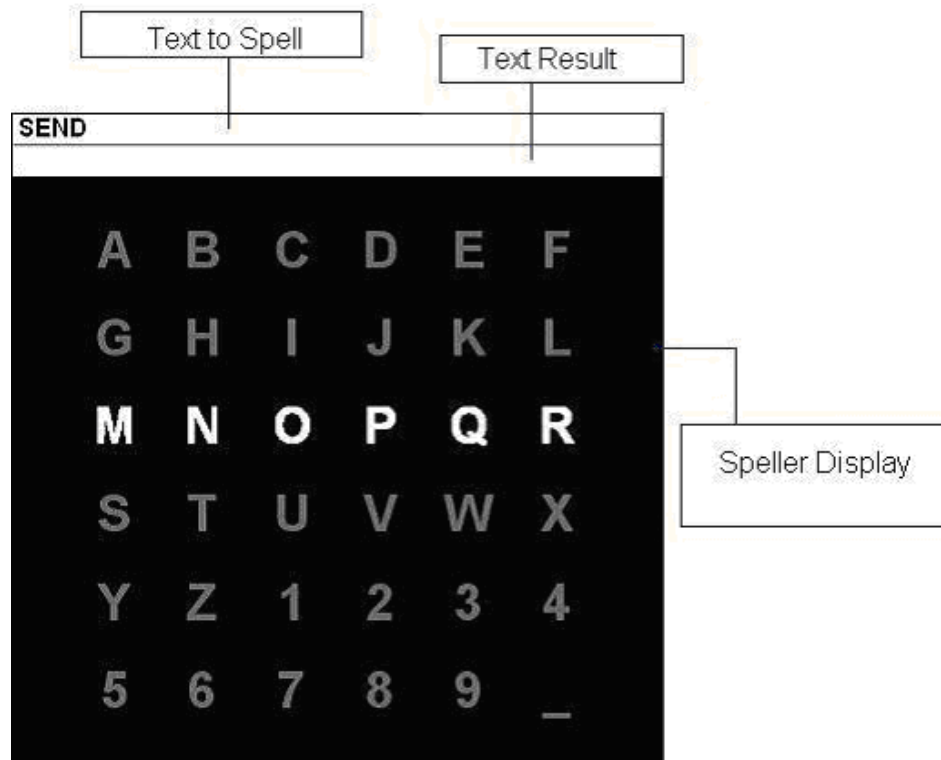 Text to Spell
Text Result
SEND
A B C D E F
G H I J K L
M N O P Q R
Speller Display
S T U V W X
Y Z 1 2 3 4
5 6 7 8 9 _